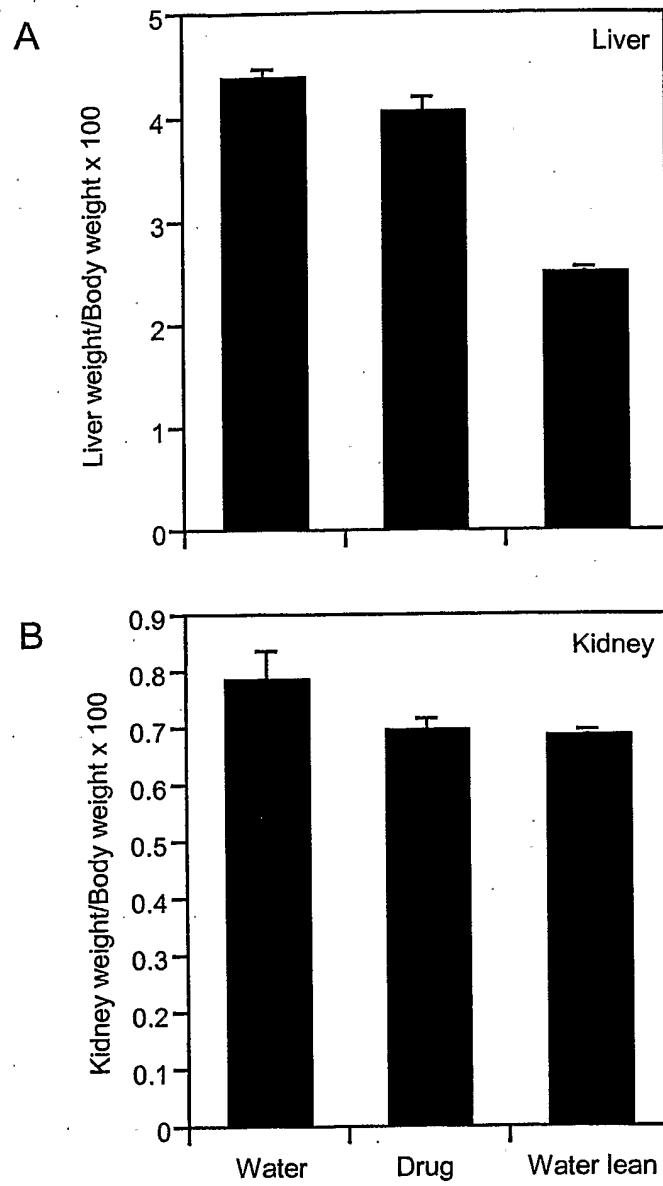 A
Liver
Liver weight/Body weight x 100
5
4
3
2
1
0
B
Kidney
Kidney weight/Body weight x 100
0.9
0.8
0.7
0.6
0.5
0.4
0.3
0.2
0.1
0
Water Drug Water lean